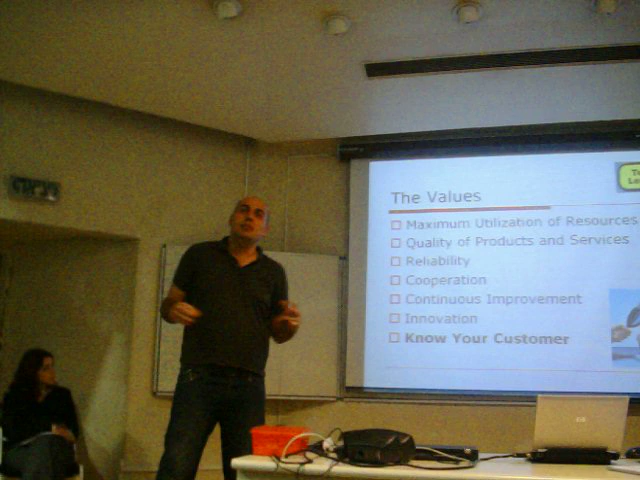 The Values
Maximum Utilization of Resources
Quality of Products and Services
Reliability
Cooperation
Continuous Improvement
Innovation
Know Your Customer
hp